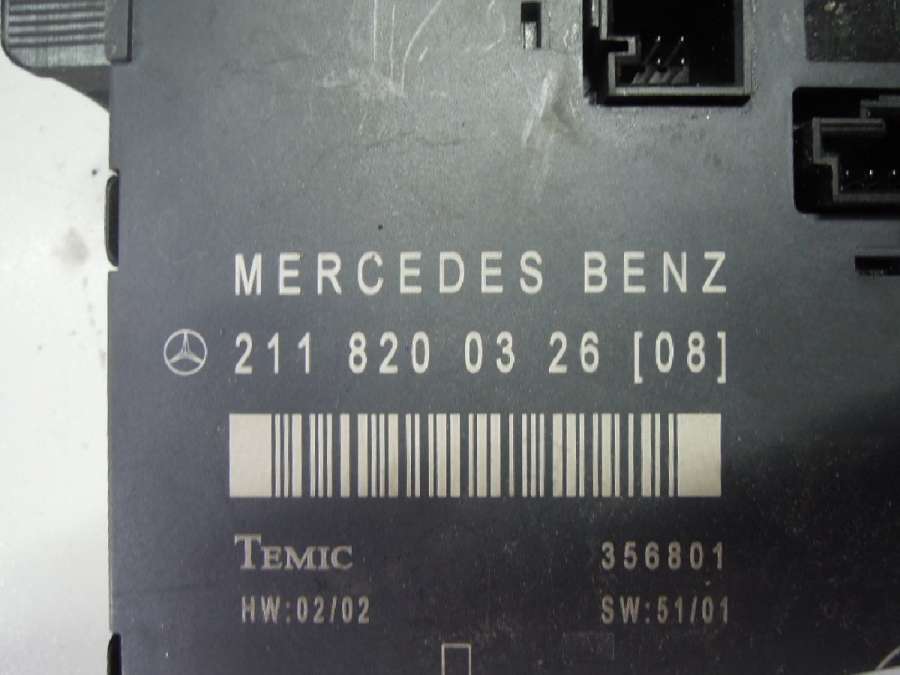 MERCEDES BENZ
211 820 03 26 [08]
TEMIC 356801
HW:02/02 SW:51/01